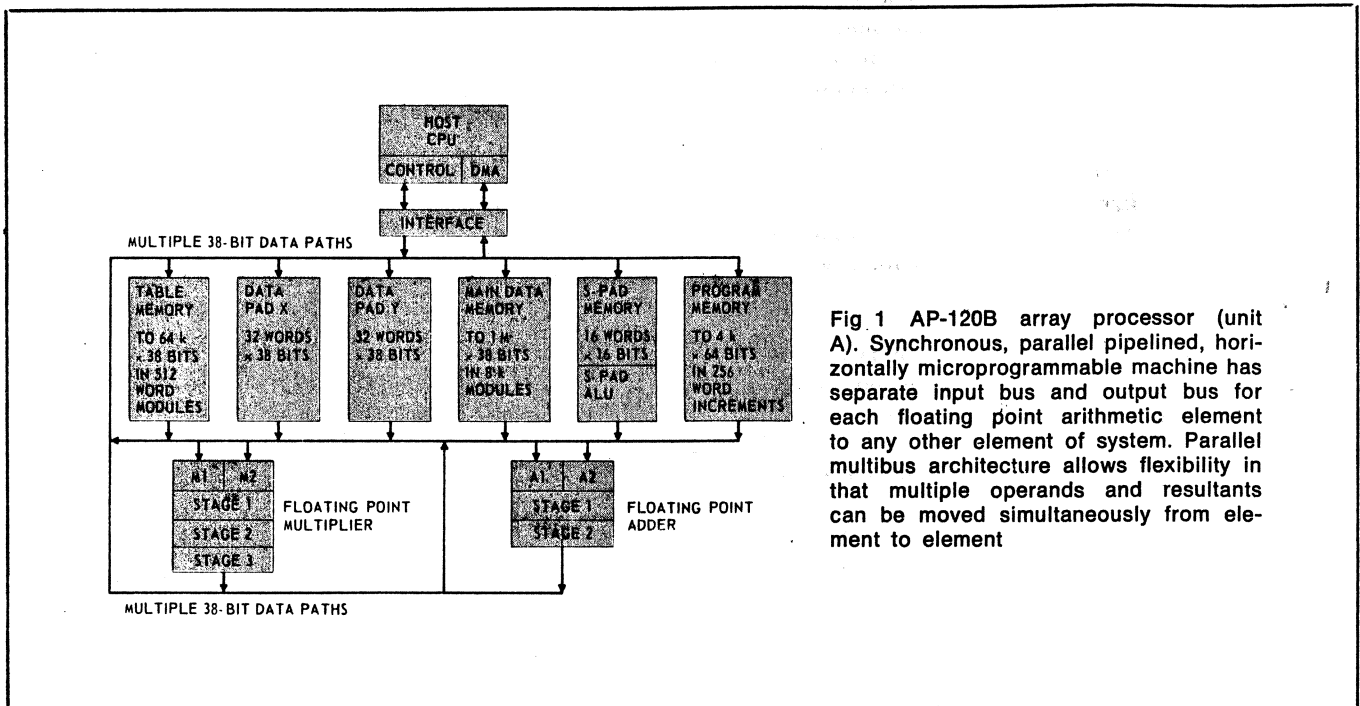 HOST
CPU
CONTROL DMA
INTERFACE
MULTIPLE 38-BIT DATA PATHS
TABLE
MEMORY
TO 64 k
× 38 BITS
IN 512
WORD
MODULES
DATA
PAD X
32 WORDS
× 38 BITS
DATA
PAD Y
32 WORDS
× 38 BITS
MAIN DATA
MEMORY
TO 1 M
× 38 BITS
IN 8 k
MODULES
S-PAD
MEMORY
16 WORDS
× 16 BITS
S-PAD
ALU
PROGRAM
MEMORY
TO 4 k
× 64 BITS
IN 256
WORD
INCREMENTS
M1 M2
STAGE 1
STAGE 2
STAGE 3
FLOATING POINT
MULTIPLIER
A1 A2
STAGE 1
STAGE 2
FLOATING POINT
ADDER
MULTIPLE 38-BIT DATA PATHS
Fig 1 AP-120B array processor (unit
A). Synchronous, parallel pipelined, hori-
zontally microprogrammable machine has
separate input bus and output bus for
each floating point arithmetic element
to any other element of system. Parallel
multibus architecture allows flexibility in
that multiple operands and resultants
can be moved simultaneously from ele-
ment to element